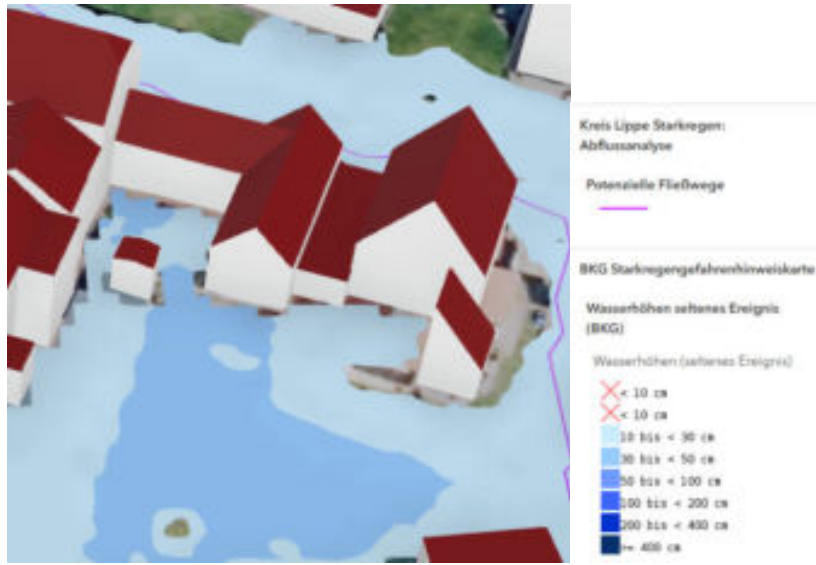 Kreis Lippe Starkregen:
Abflussanalyse
Potenzielle Fließwege
BKG Starkregengefahrenhinweiskarte
Wasserhöhen seltenes Ereignis
(BKG)
Wasserhöhen (seltenes Ereignis)
< 10 cm
< 10 cm
10 bis < 30 cm
30 bis < 50 cm
50 bis < 100 cm
100 bis < 200 cm
200 bis < 400 cm
>= 400 cm